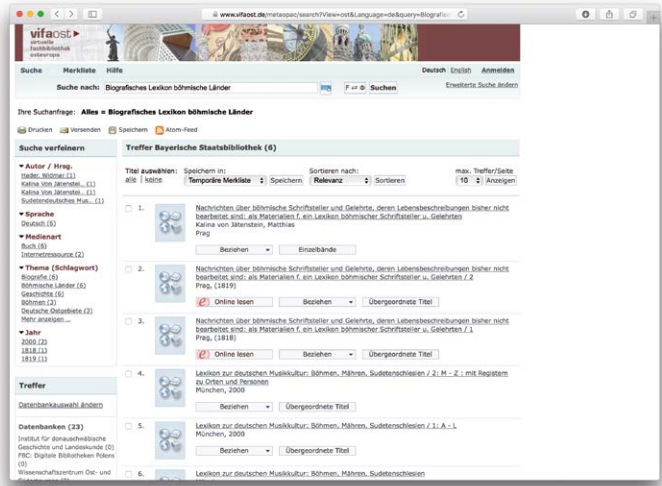 www.vifaost.de/metaopac/search?View=ost&Language=de&query=Biografis
vifaost
virtuelle
fachbibliothek
osteuropa
Suche Merkliste Hilfe Deutsch English Anmelden
Suche nach: Biografisches Lexikon böhmische Länder Suchen Erweiterte Suche ändern
Ihre Suchanfrage: Alles = Biografisches Lexikon böhmische Länder
Drucken Versenden Speichern Atom-Feed
Suche verfeinern
Autor / Hrsg.
Hader, Widmar (1)
Kalina Von Jätenstei.. (1)
Kalina Von Jätenstei.. (1)
Sudetendeutsches Mus.. (1)
Sprache
Deutsch (6)
Medienart
Buch (6)
Internetressource (2)
Thema (Schlagwort)
Biografie (6)
Böhmische Länder (6)
Geschichte (6)
Böhmen (3)
Deutsche Ostgebiete (3)
Mehr anzeigen ...
Jahr
2000 (3)
1818 (1)
1819 (1)
Treffer
Datenbankauswahl ändern
Datenbanken (23)
Institut für donauschwäbische
Geschichte und Landeskunde (0)
FBC: Digitale Bibliotheken Polens
(0)
Wissenschaftszentrum Ost- und
Treffer Bayerische Staatsbibliothek (6)
Titel auswählen: Speichern in: Sortieren nach: max. Treffer/Seite
alle | keine Temporäre Merkliste Speichern Relevanz Sortieren 10 Anzeigen
1. Nachrichten über böhmische Schriftsteller und Gelehrte, deren Lebensbeschreibungen bisher nicht
bearbeitet sind: als Materialien f. ein Lexikon böhmischer Schriftsteller u. Gelehrten
Kalina von Jätenstein, Matthias
Prag
Beziehen Einzelbände
2. Nachrichten über böhmische Schriftsteller und Gelehrte, deren Lebensbeschreibungen bisher nicht
bearbeitet sind: als Materialien f. ein Lexikon böhmischer Schriftsteller u. Gelehrten / 2
Prag, (1819)
Online lesen Beziehen Übergeordnete Titel
3. Nachrichten über böhmische Schriftsteller und Gelehrte, deren Lebensbeschreibungen bisher nicht
bearbeitet sind: als Materialien f. ein Lexikon böhmischer Schriftsteller u. Gelehrten / 1
Prag, (1818)
Online lesen Beziehen Übergeordnete Titel
4. Lexikon zur deutschen Musikkultur: Böhmen, Mähren, Sudetenschlesien / 2: M - Z : mit Registern
zu Orten und Personen
München, 2000
Beziehen Übergeordnete Titel
5. Lexikon zur deutschen Musikkultur: Böhmen, Mähren, Sudetenschlesien / 1: A - L
München, 2000
Beziehen Übergeordnete Titel
6. Lexikon zur deutschen Musikkultur: Böhmen, Mähren, Sudetenschlesien